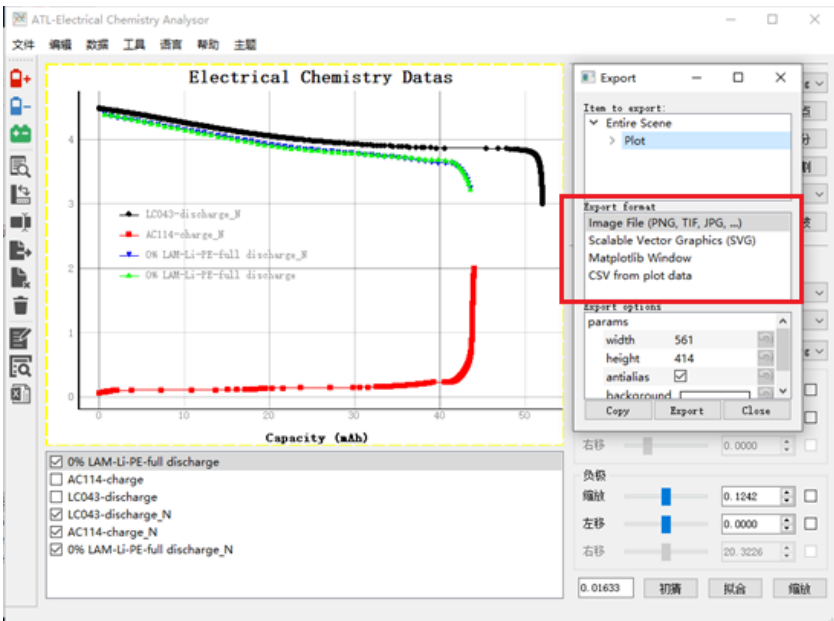 ATL-Electrical Chemistry Analysor
文件 编辑 数据 工具 语言 帮助 主题
Electrical Chemistry Datas
4
3
2
1
0
0 10 20 30 40 50
Capacity (mAh)
LC043-discharge_N
AC114-charge_N
0% LAM-Li-PE-full discharge_N
0% LAM-Li-PE-full discharge
Export
Item to export:
Entire Scene
Plot
Export format
Image File (PNG, TIF, JPG, ...)
Scalable Vector Graphics (SVG)
Matplotlib Window
CSV from plot data
Export options
params
width 561
height 414
antialias
background
Copy Export Close
0% LAM-Li-PE-full discharge
AC114-charge
LC043-discharge
LC043-discharge_N
AC114-charge_N
0% LAM-Li-PE-full discharge_N
右移 0.0000
负极
缩放 0.1242
左移 0.0000
右移 20.3226
0.01633 初猜 拟合 缩放